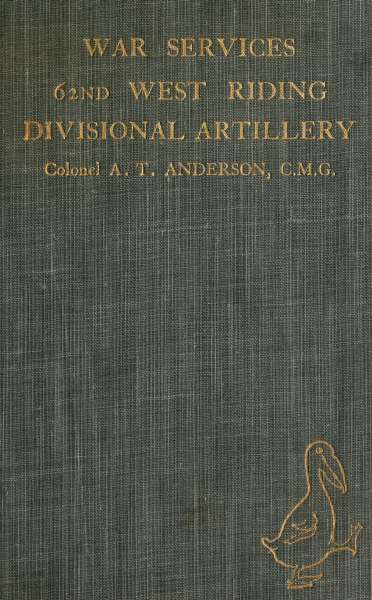 WAR SERVICES
62ND WEST RIDING
DIVISIONAL ARTILLERY
Colonel A. T. ANDERSON, C.M.G.